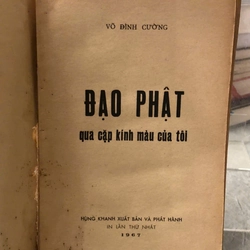 VÕ ĐÌNH CƯỜNG
ĐẠO PHẬT
qua cặp kính màu của tôi
HÙNG KHANH XUẤT BẢN VÀ PHÁT HÀNH
IN LẦN THỨ NHẤT
1967